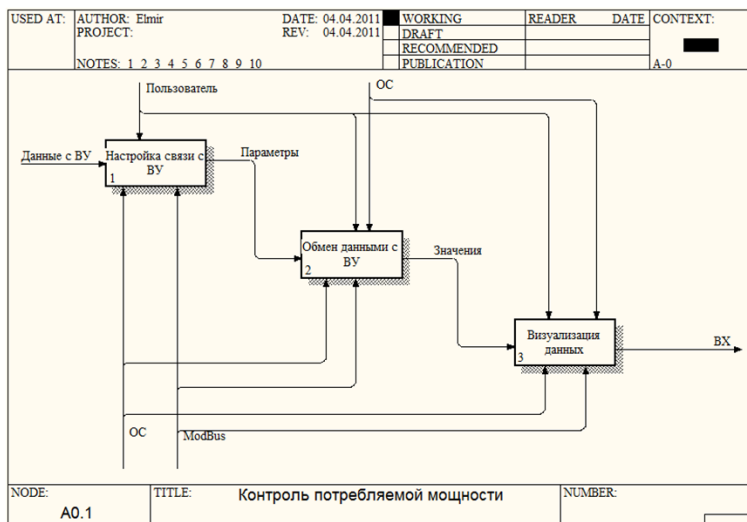 USED AT: AUTHOR: Elmir DATE: 04.04.2011 WORKING READER DATE CONTEXT:
PROJECT: REV: 04.04.2011 DRAFT
RECOMMENDED
NOTES: 1 2 3 4 5 6 7 8 9 10 PUBLICATION A-0
Пользователь
ОС
Данные с ВУ
Настройка связи с
ВУ
1
Параметры
Обмен данными с
ВУ
2
Значения
Визуализация
данных
3
ВХ
ОС
ModBus
NODE: TITLE: Контроль потребляемой мощности NUMBER:
A0.1